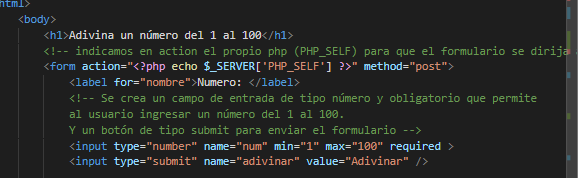 html>
<body>
<h1>Adivina un número del 1 al 100</h1>
<!-- indicamos en action el propio php (PHP_SELF) para que el formulario se dirija
<form action="<?php echo $_SERVER['PHP_SELF'] ?>" method="post">
<label for="nombre">Numero: </label>
<!-- Se crea un campo de entrada de tipo número y obligatorio que permite
al usuario ingresar un número del 1 al 100.
Y un botón de tipo submit para enviar el formulario -->
<input type="number" name="num" min="1" max="100" required >
<input type="submit" name="adivinar" value="Adivinar" />